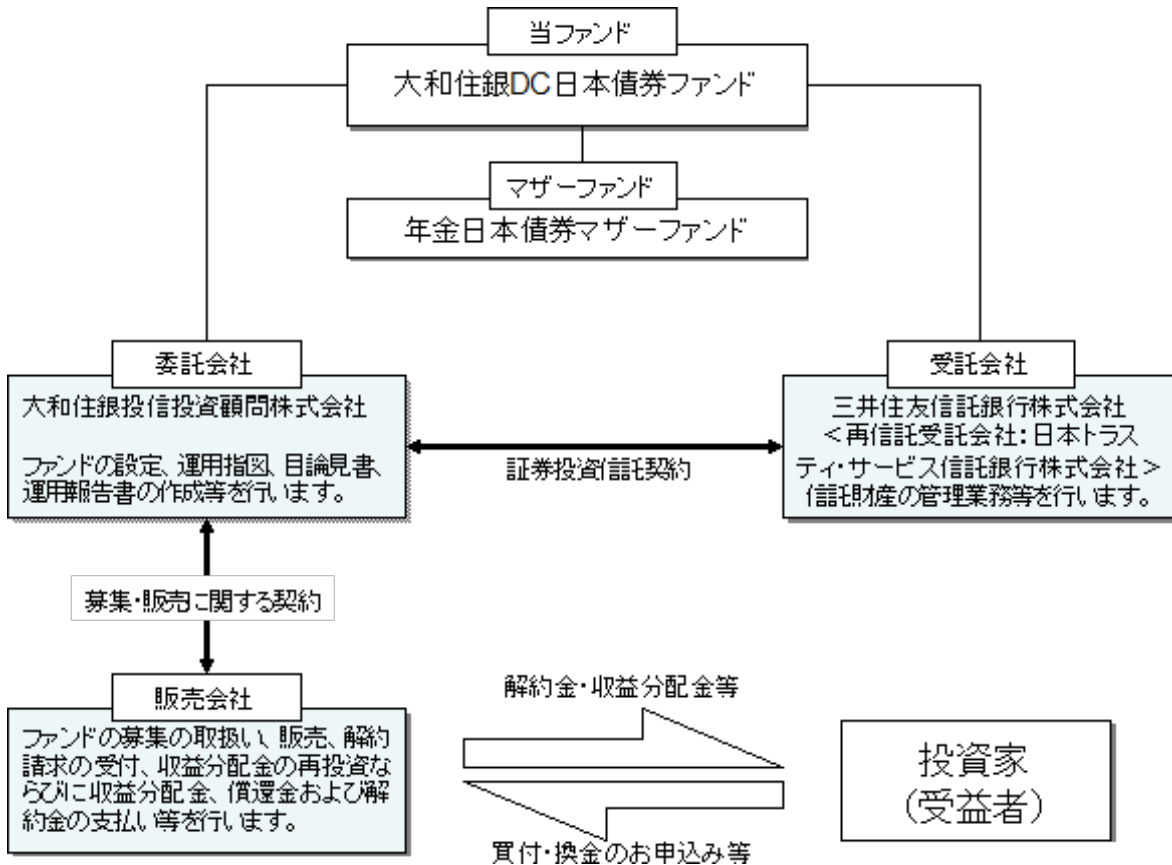 当ファンド
大和住銀DC日本債券ファンド
マザーファンド
年金日本債券マザーファンド
委託会社
大和住銀投信投資顧問株式会社
ファンドの設定、運用指図、目論見書、
運用報告書の作成等を行います。
証券投資信託契約
受託会社
三井住友信託銀行株式会社
＜再信託受託会社：日本トラス
ティ・サービス信託銀行株式会社＞
信託財産の管理業務等を行います。
募集・販売に関する契約
販売会社
ファンドの募集の取扱い、販売、解約
請求の受付、収益分配金の再投資な
らびに収益分配金、償還金および解
約金の支払い等を行います。
解約金・収益分配金等
買付・換金のお申込み等
投資家
（受益者）